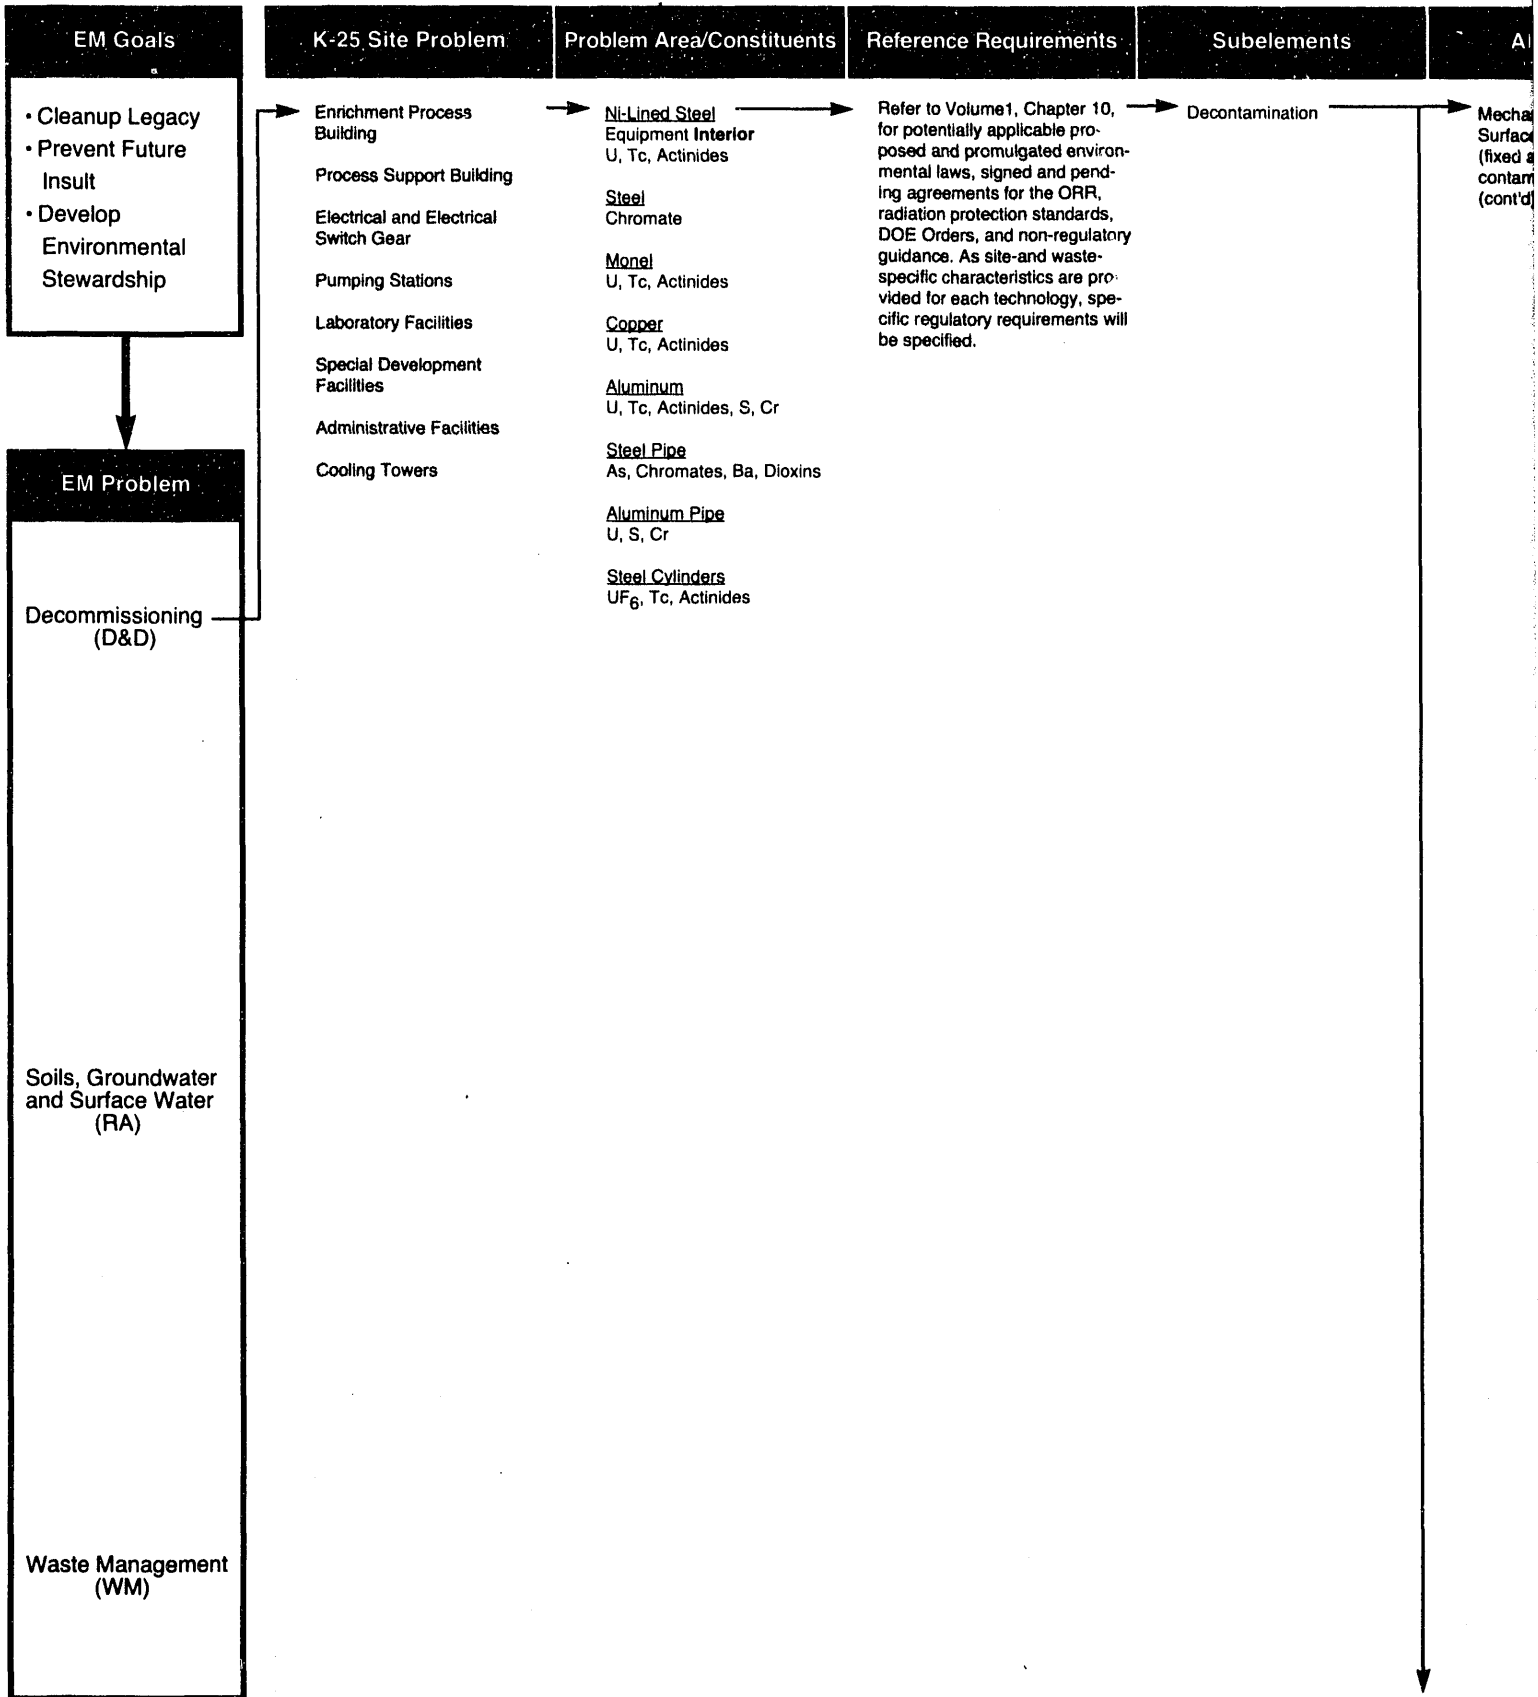 EM Goals
• Cleanup Legacy
• Prevent Future
Insult
• Develop
Environmental
Stewardship
EM Problem
Decommissioning
(D&D)
Soils, Groundwater
and Surface Water
(RA)
Waste Management
(WM)
K-25 Site Problem
Enrichment Process
Building
Process Support Building
Electrical and Electrical
Switch Gear
Pumping Stations
Laboratory Facilities
Special Development
Facilities
Administrative Facilities
Cooling Towers
Problem Area/Constituents
Ni-Lined Steel
Equipment Interior
U, Tc, Actinides
Steel
Chromate
Monel
U, Tc, Actinides
Copper
U, Tc, Actinides
Aluminum
U, Tc, Actinides, S, Cr
Steel Pipe
As, Chromates, Ba, Dioxins
Aluminum Pipe
U, S, Cr
Steel Cylinders
UF6, Tc, Actinides
Reference Requirements
Refer to Volume1, Chapter 10,
for potentially applicable pro-
posed and promulgated environ-
mental laws, signed and pend-
ing agreements for the ORR,
radiation protection standards,
DOE Orders, and non-regulatory
guidance. As site-and waste-
specific characteristics are pro-
vided for each technology, spe-
cific regulatory requirements will
be specified.
Subelements
Decontamination
Surface
(fixed
(cont'd)